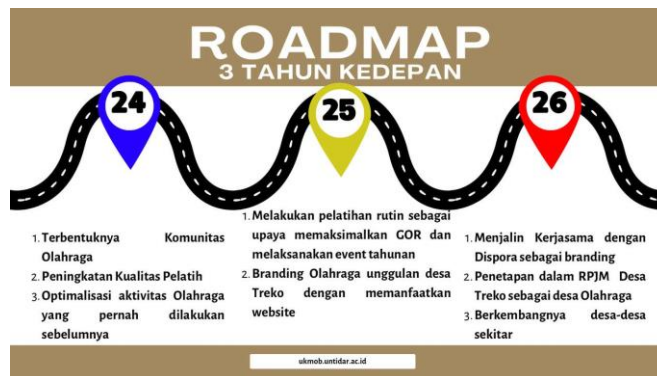 ROADMAP
3 TAHUN KEDEPAN
24
25
26
1. Terbentuknya Komunitas
Olahraga
2. Peningkatan Kualitas Pelatih
3. Optimalisasi aktivitas Olahraga
yang pernah dilakukan
sebelumnya
1. Melakukan pelatihan rutin sebagai
upaya memaksimalkan GOR dan
melaksanakan event tahunan
2. Branding Olahraga unggulan desa
Treko dengan memanfaatkan
website
1. Menjalin Kerjasama dengan
Dispora sebagai branding
2. Penetapan dalam RPJM Desa
Treko sebagai desa Olahraga
3. Berkembangnya desa-desa
sekitar
ukmob.untidar.ac.id